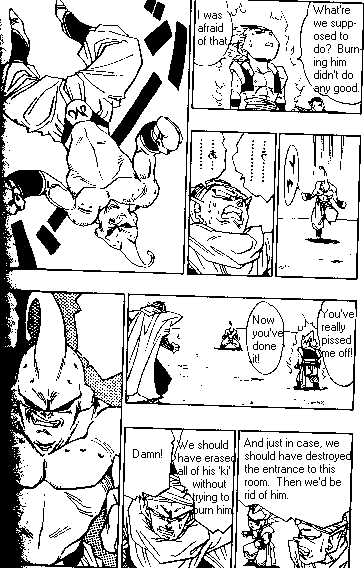 What're
we supp-
osed to
do? Burn-
ing him
didn't do
any good.
I was
afraid
of that.
You've
really
pissed
me off!
Now
you've
done
it!
And just in case, we
should have destroyed
the entrance to this
room. Then we'd be
rid of him.
We should
have erased
all of his 'ki'
without
trying to
burn him.
Damn!